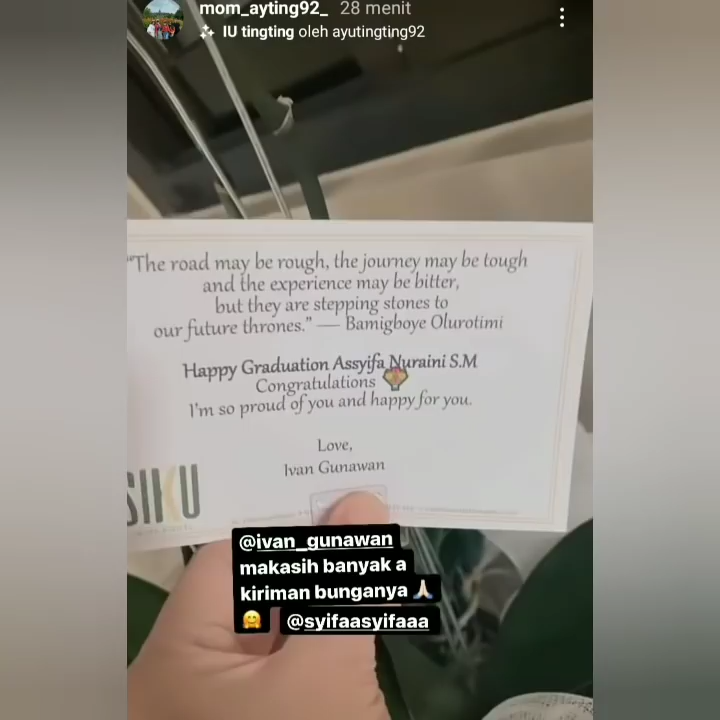 mom_ayting92_ 28 menit
IU tingting oleh ayutingting92
“The road may be rough, the journey may be tough
and the experience may be bitter,
but they are stepping stones to
our future thrones.” — Bamigboye Olurotimi
Happy Graduation Assyifa Nuraini S.M
Congratulations
I'm so proud of you and happy for you.
Love,
Ivan Gunawan
SIKU
@ivan_gunawan
makasih banyak a
kiriman bunganya 🙏🏻
🤗 @syifaasyifaaa